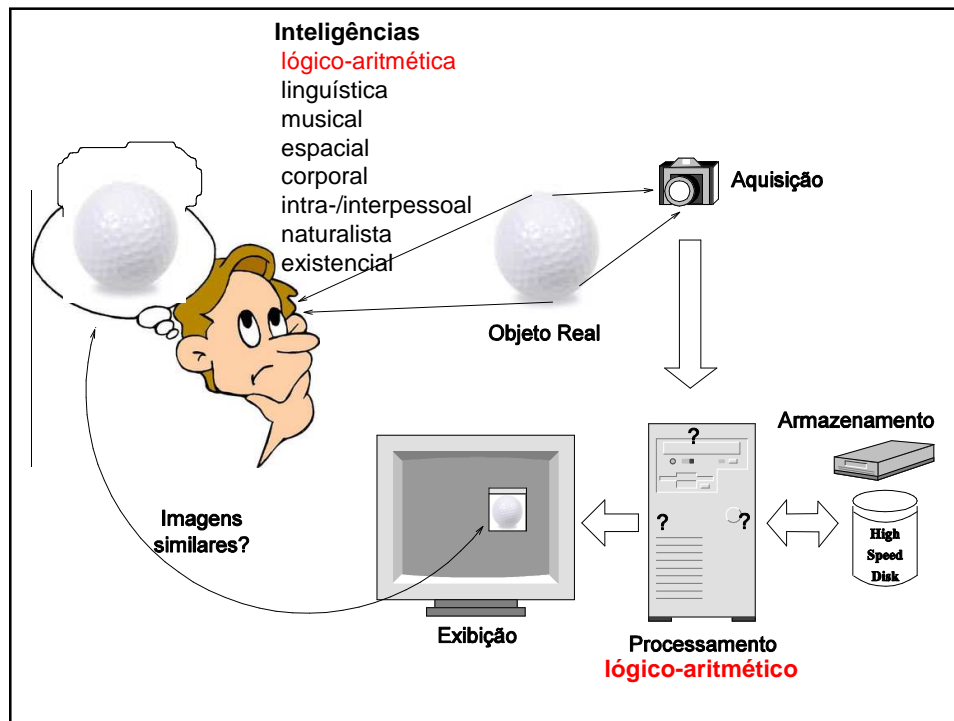 Inteligências
lógico-aritmética
linguística
musical
espacial
corporal
intra-/interpessoal
naturalista
existencial
Aquisição
Objeto Real
Armazenamento
?
?
?
High
Speed
Disk
Imagens
similares?
Exibição
Processamento
lógico-aritmético